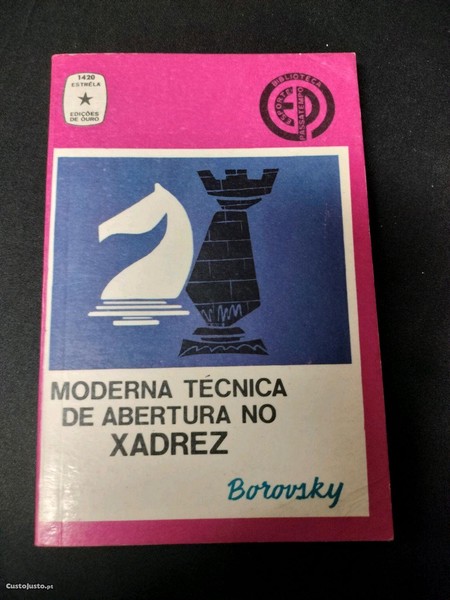 1420
ESTRÊLA
EDIÇÕES
DE OURO
BIBLIOTECA
ESPORTE
PASSATEMPO
MODERNA TÉCNICA
DE ABERTURA NO
XADREZ
Borovsky
CustoJusto.pt